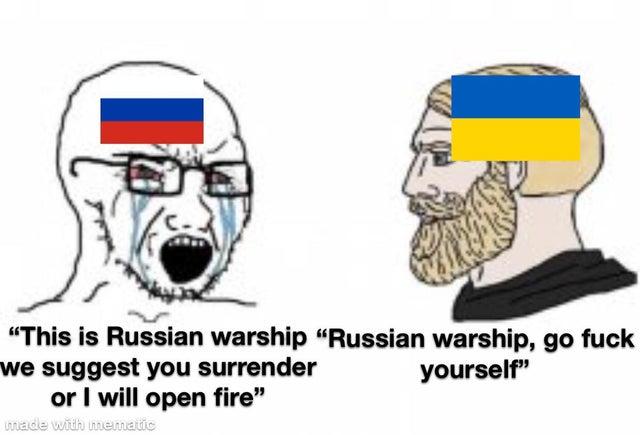 “This is Russian warship
we suggest you surrender
or I will open fire”
“Russian warship, go fuck
yourself”
made with mematic